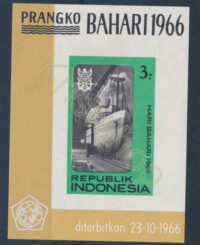 PRANGKO BAHARI 1966
3r
HARI BAHARI 1966
REPUBLIK
INDONESIA
diterbitkan: 23-10-1966